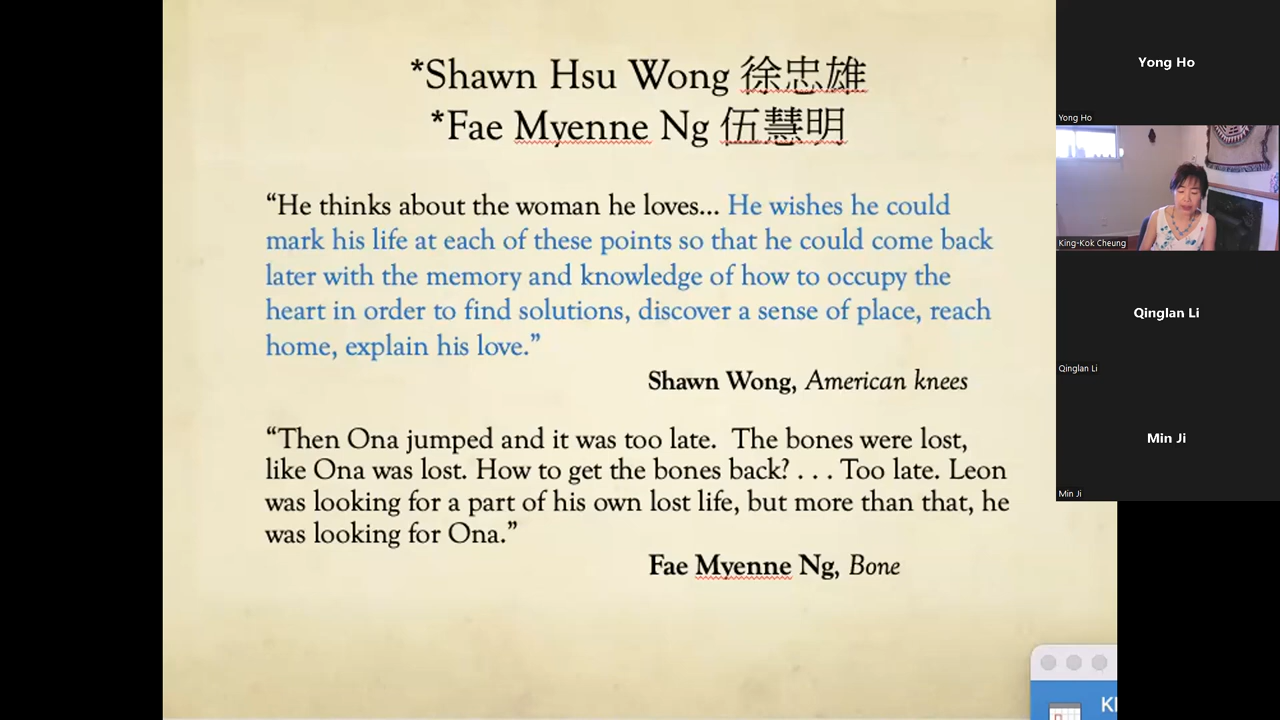 *Shawn Hsu Wong 徐忠雄
*Fae Myenne Ng 伍慧明
“He thinks about the woman he loves... He wishes he could
mark his life at each of these points so that he could come back
later with the memory and knowledge of how to occupy the
heart in order to find solutions, discover a sense of place, reach
home, explain his love.”
Shawn Wong, American knees
“Then Ona jumped and it was too late. The bones were lost,
like Ona was lost. How to get the bones back? . . . Too late. Leon
was looking for a part of his own lost life, but more than that, he
was looking for Ona.”
Fae Myenne Ng, Bone
Yong Ho
Yong Ho
King-Kok Cheung
Qinglan Li
Qinglan Li
Min Ji
Min Ji